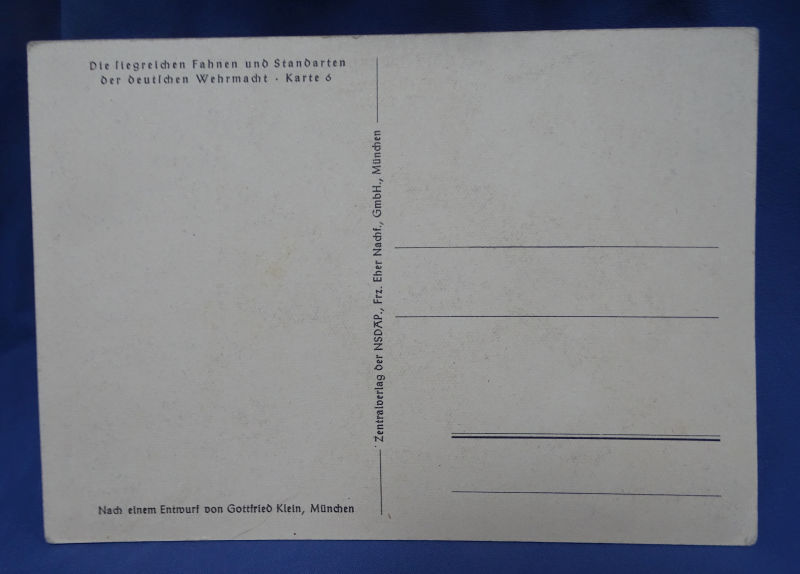 Die siegreichen Fahnen und Standarten
der deutschen Wehrmacht · Karte 6
Zentralverlag der NSDAP., Frz. Eher Nachf., GmbH., München
Nach einem Entwurf von Gottfried Klein, München